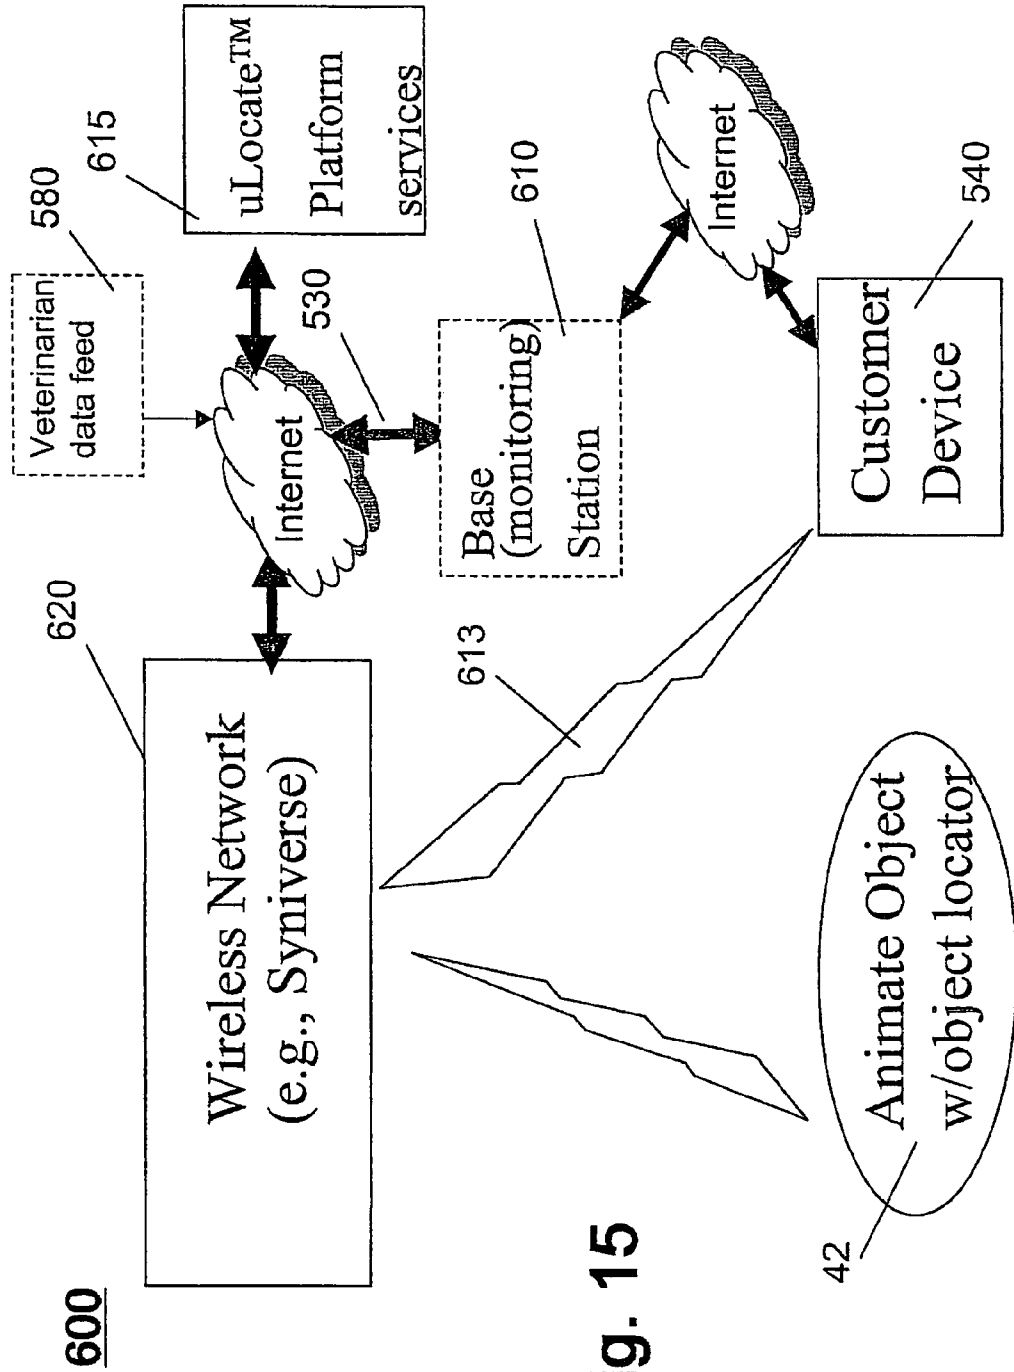 600
620
580
615
Wireless Network
(e.g., Syniverse)
Veterinarian
data feed
uLocate™
Platform
services
Internet
530
613
Base
(monitoring)
Station
610
Internet
Animate Object
w/object locator
42
Customer
Device
540
g. 15